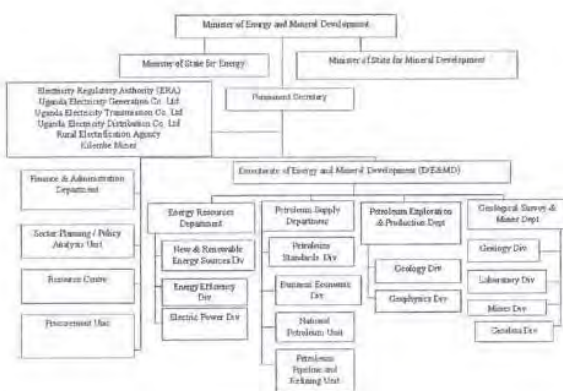 Minister of Energy and Mineral Development
Minister of State for Energy
Minister of State for Mineral Development
Electricity Regulatory Authority (ERA)
Uganda Electricity Generation Co. Ltd
Uganda Electricity Transmission Co. Ltd
Uganda Electricity Distribution Co. Ltd
Rural Electrification Agency
Kilembe Mines
Permanent Secretary
Directorate of Energy and Mineral Development (D/E&MD)
Finance & Administration
Department
Sector Planning / Policy
Analysis Unit
Resource Centre
Procurement Unit
Energy Resources
Department
New & Renewable
Energy Sources Div
Energy Efficiency
Div
Electric Power Div
Petroleum Supply
Department
Petroleum
Standards Div
Business Economic
Div
National
Petroleum Unit
Petroleum
Pipeline and
Refining Unit
Petroleum Exploration
& Production Dept
Geology Div
Geophysics Div
Geological Survey &
Mines Dept
Geology Div
Laboratory Div
Mines Div
Geodata Div